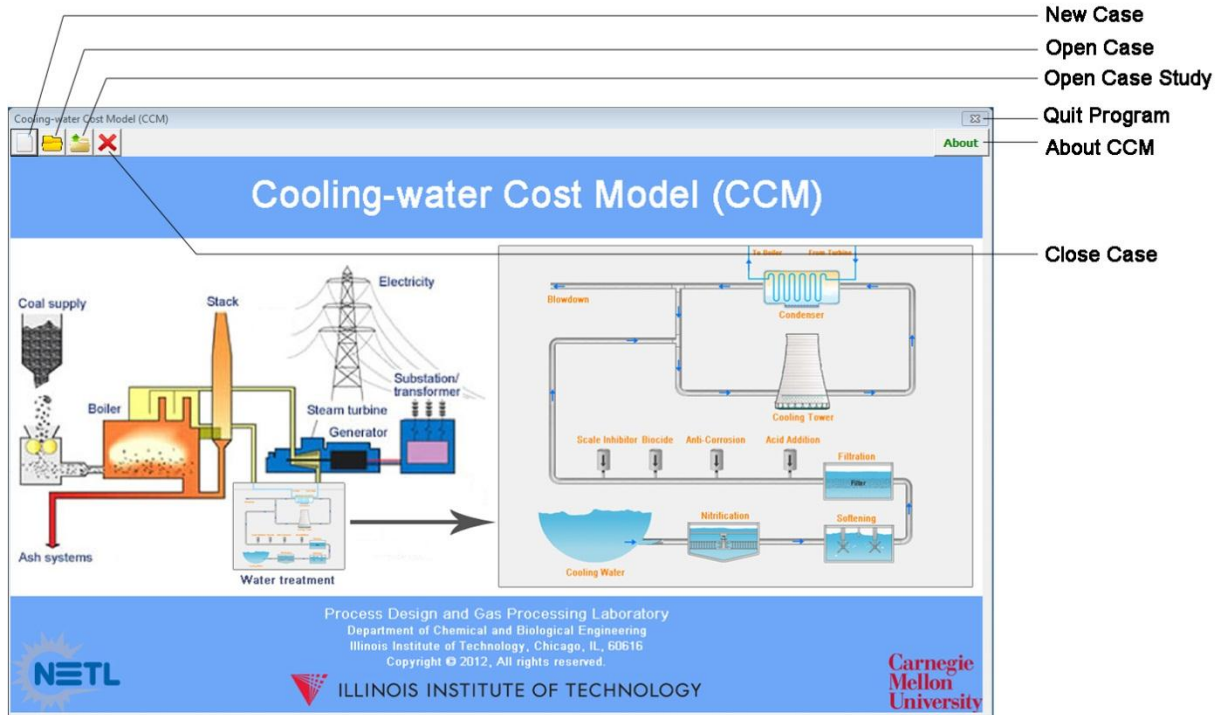 New Case
Open Case
Open Case Study
Quit Program
About CCM
Close Case
Cooling-water Cost Model (CCM)
About
Cooling-water Cost Model (CCM)
Coal supply
Stack
Electricity
Substation/
transformer
Boiler
Steam turbine
Generator
Ash systems
Water treatment
To Boiler
From Turbine
Blowdown
Condenser
Cooling Tower
Scale Inhibitor
Biocide
Anti-Corrosion
Acid Addition
Filtration
Filter
Nitrification
Softening
Cooling Water
Process Design and Gas Processing Laboratory
Department of Chemical and Biological Engineering
Illinois Institute of Technology, Chicago, IL, 60616
Copyright © 2012, All rights reserved.
NETL
ILLINOIS INSTITUTE OF TECHNOLOGY
Carnegie
Mellon
University